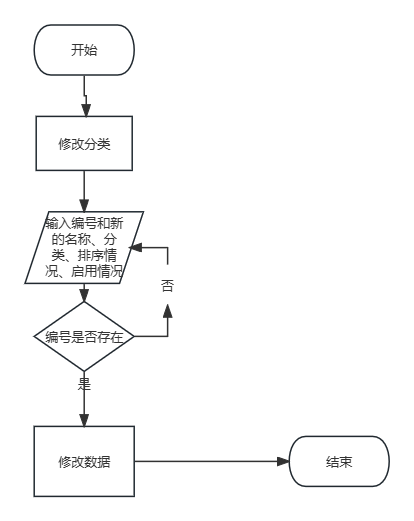 开始
修改分类
输入编号和新
的名称、分
类、排序情
况、启用情况
否
编号是否存在
是
修改数据
结束